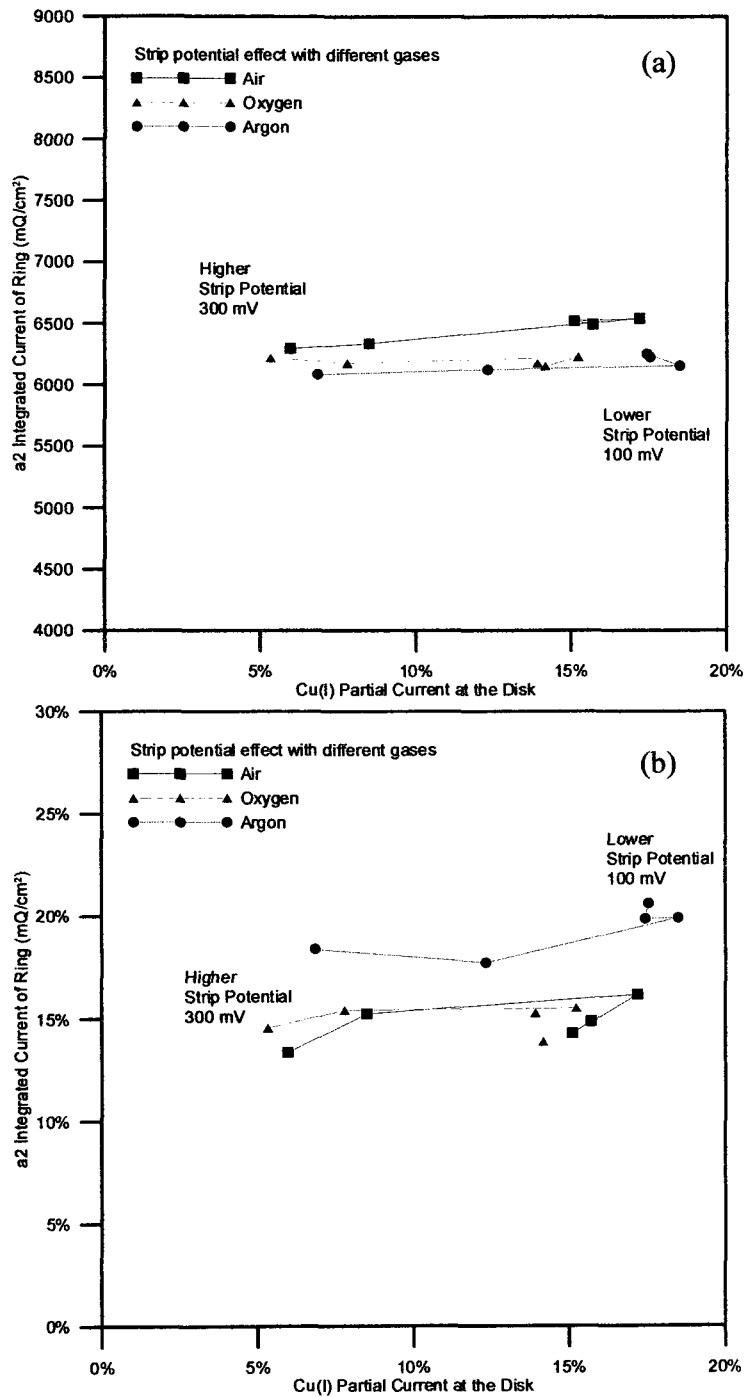 9000
8500
8000
7500
7000
6500
6000
5500
5000
4500
4000
a2 Integrated Current of Ring (mQ/cm²)
Strip potential effect with different gases
Air
Oxygen
Argon
(a)
Higher
Strip Potential
300 mV
Lower
Strip Potential
100 mV
0%
5%
10%
15%
20%
Cu(I) Partial Current at the Disk
30%
25%
20%
15%
10%
5%
0%
a2 Integrated Current of Ring (mQ/cm²)
Strip potential effect with different gases
Air
Oxygen
Argon
(b)
Lower
Strip Potential
100 mV
Higher
Strip Potential
300 mV
0%
5%
10%
15%
20%
Cu(I) Partial Current at the Disk